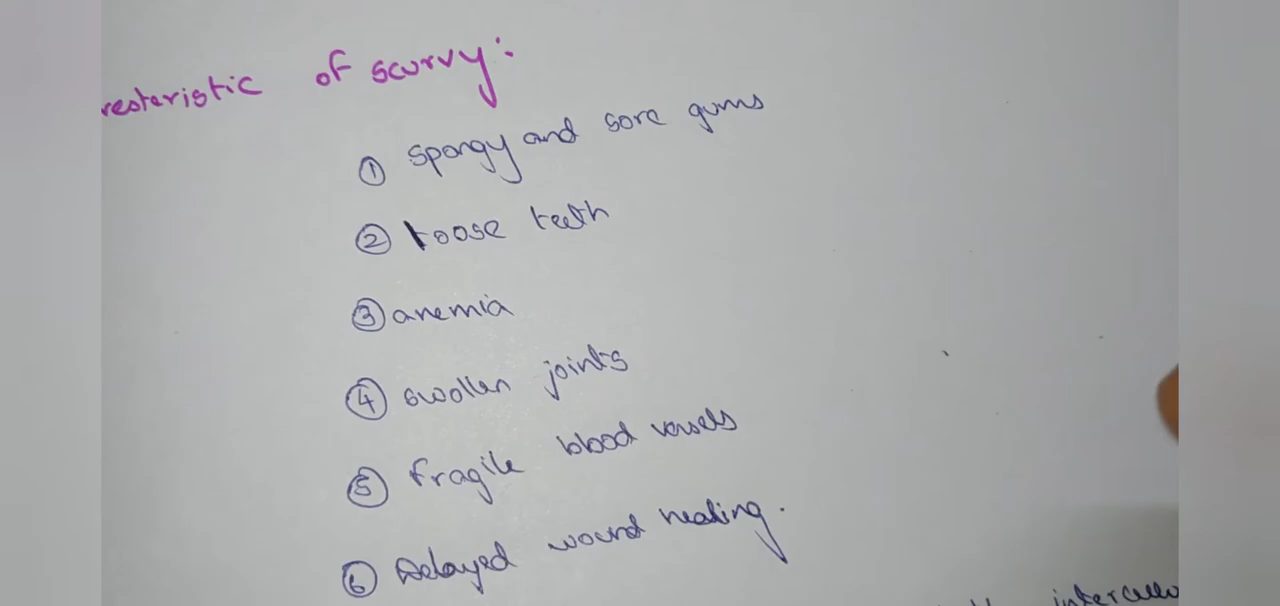 resteristic of scurvy:
① spongy and sore gums
② Loose teeth
③ anemia
④ swollen joints
⑤ Fragile blood vessels
⑥ Delayed wound healing.